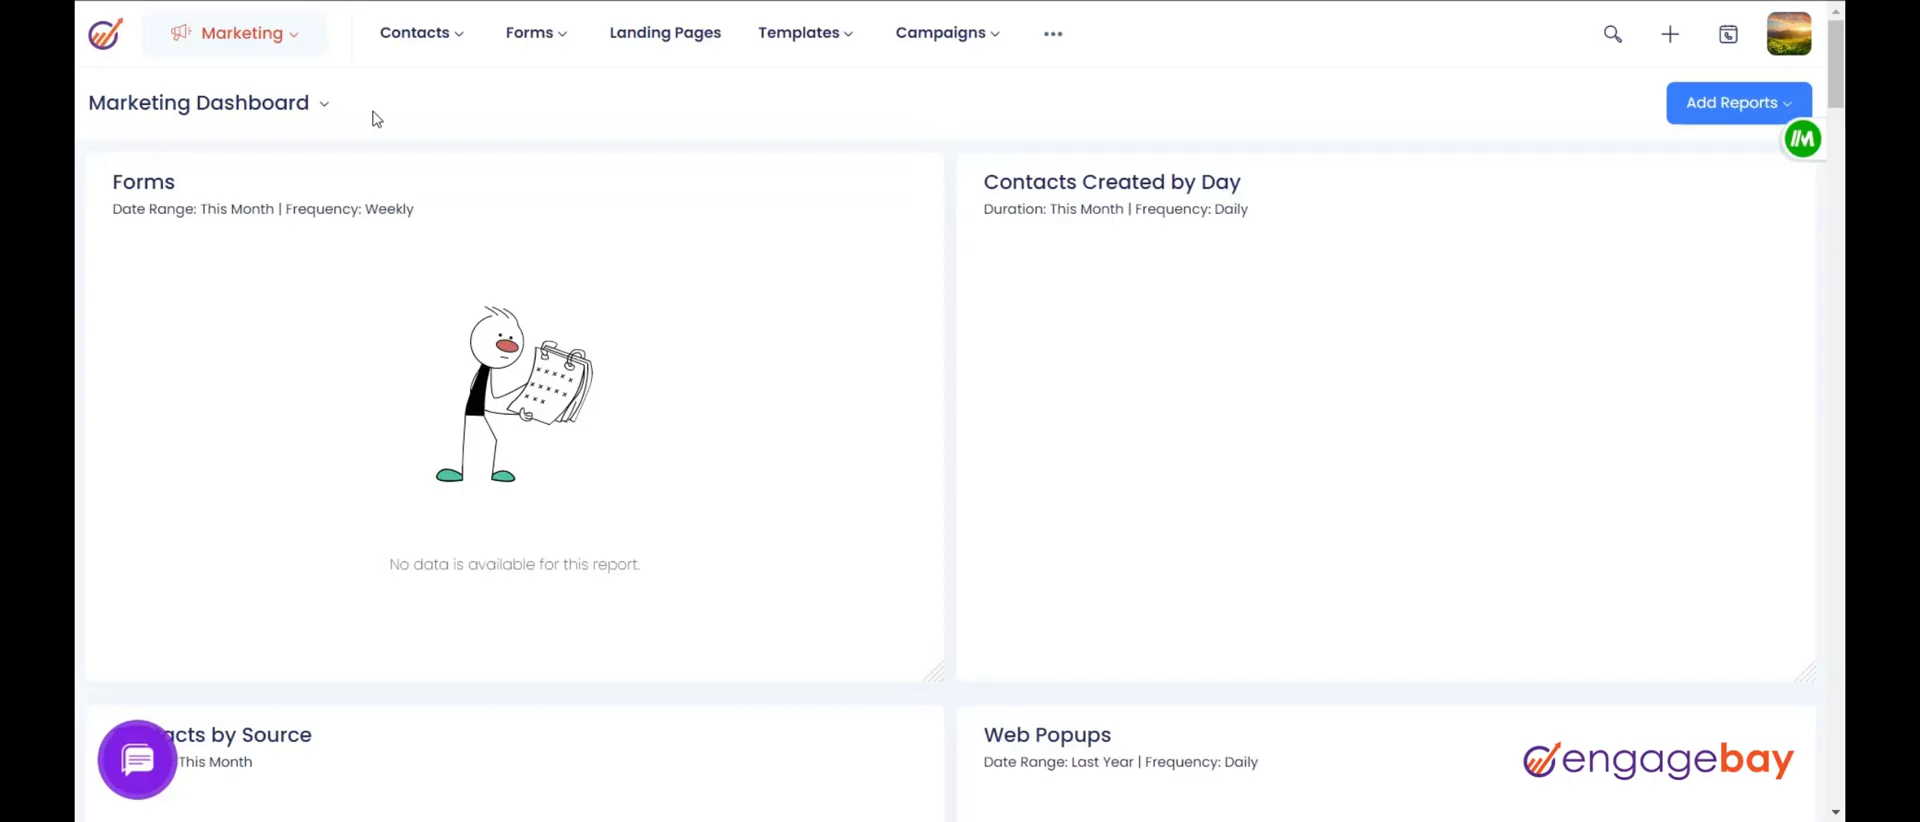 Marketing
Contacts
Forms
Landing Pages
Templates
Campaigns
Marketing Dashboard
Add Reports
Forms
Date Range: This Month | Frequency: Weekly
Contacts Created by Day
Duration: This Month | Frequency: Daily
No data is available for this report.
acts by Source
This Month
Web Popups
Date Range: Last Year | Frequency: Daily
engagebay